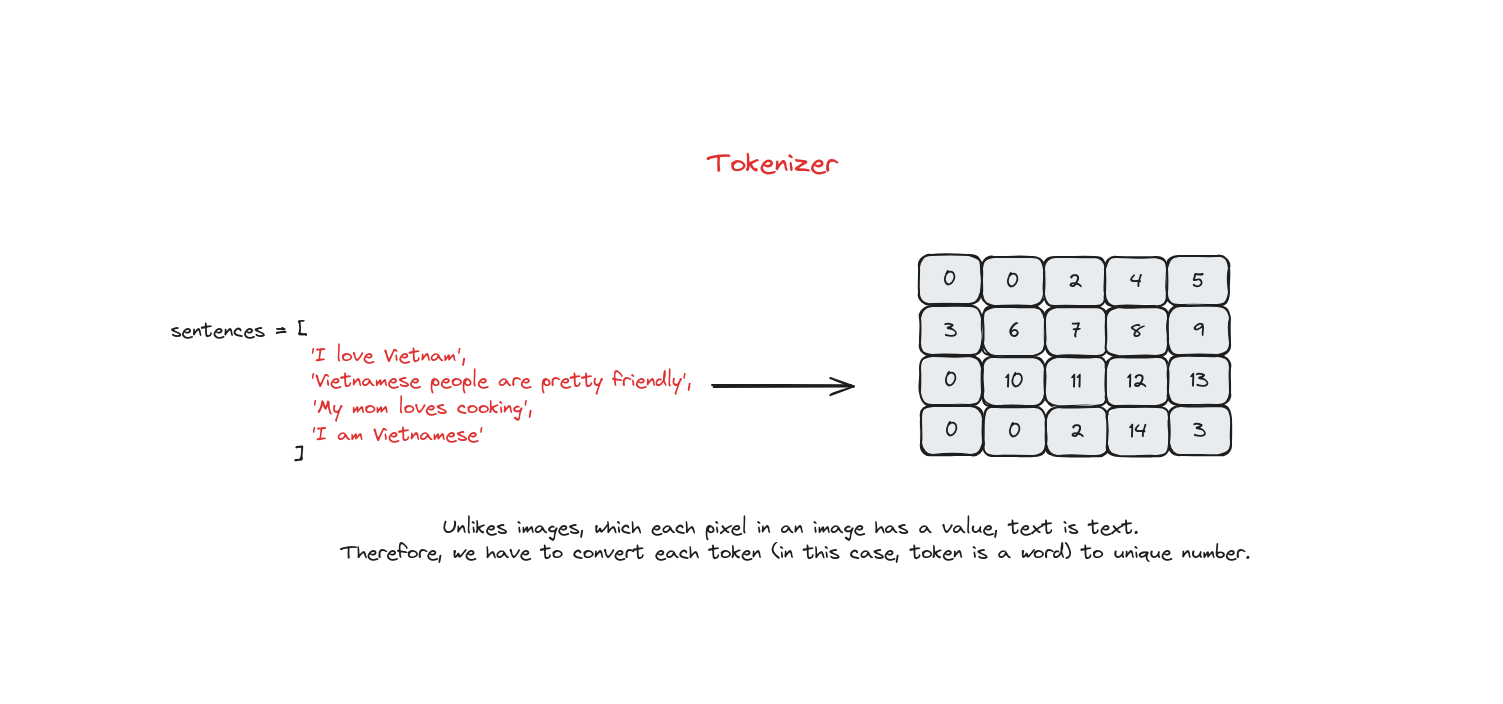 Tokenizer
sentences = [
'I love Vietnam',
'Vietnamese people are pretty friendly',
'My mom loves cooking',
'I am Vietnamese'
]
0 0 2 4 5
3 6 7 8 9
0 10 11 12 13
0 0 2 14 3
Unlikes images, which each pixel in an image has a value, text is text.
Therefore, we have to convert each token (in this case, token is a word) to unique number.